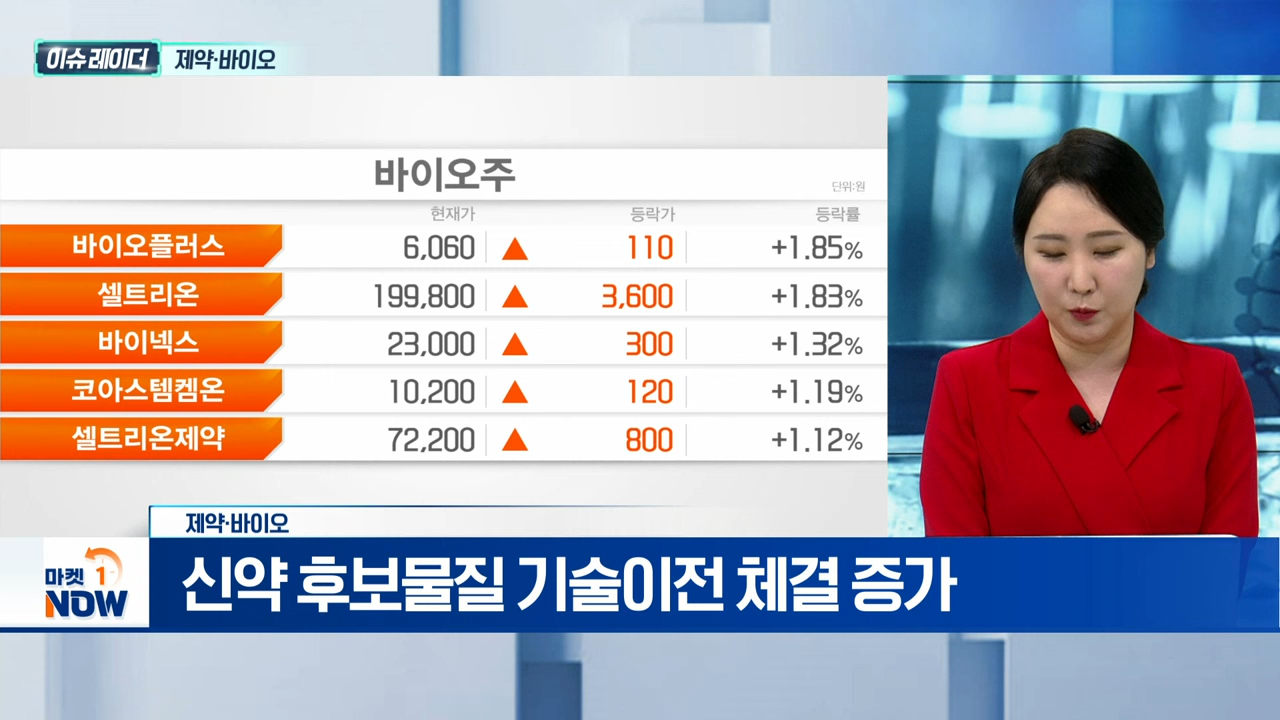 이슈레이더 제약·바이오
바이오주
단위:원
현재가 등락가 등락률
바이오플러스 6,060 ▲ 110 +1.85%
셀트리온 199,800 ▲ 3,600 +1.83%
바이넥스 23,000 ▲ 300 +1.32%
코아스템켐온 10,200 ▲ 120 +1.19%
셀트리온제약 72,200 ▲ 800 +1.12%
제약·바이오
마켓 1
NOW
신약 후보물질 기술이전 체결 증가